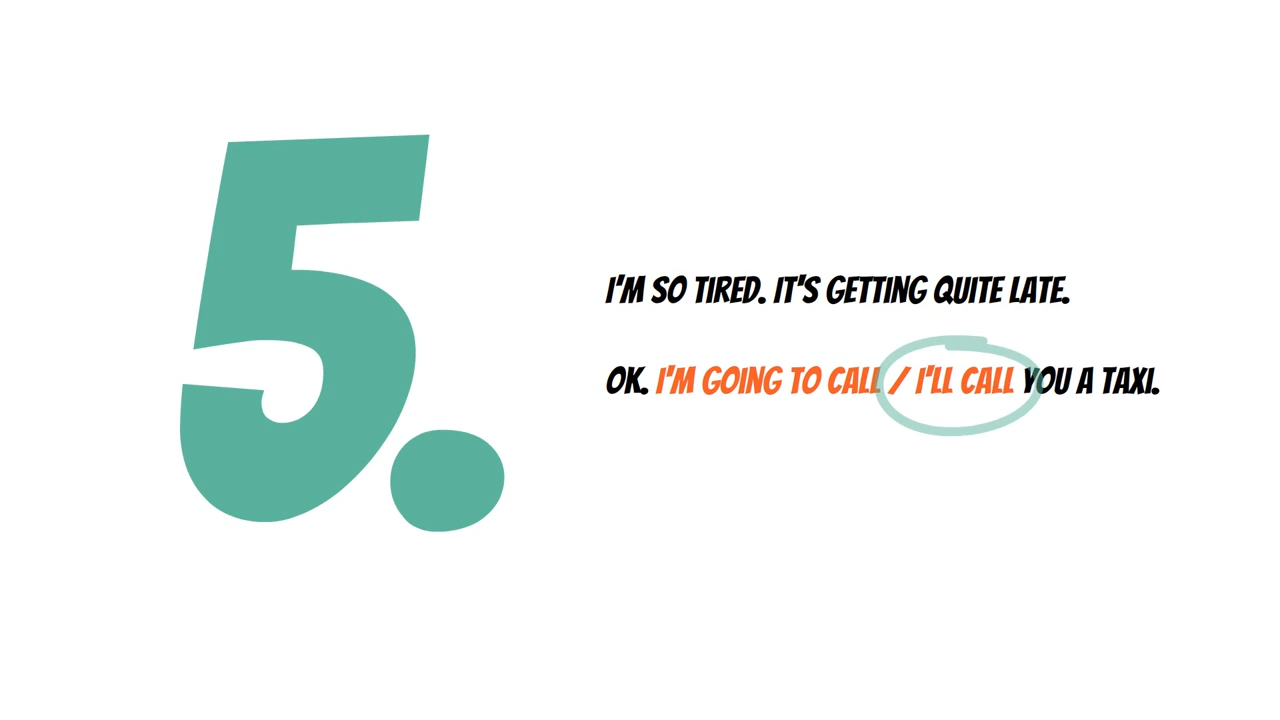 5.
I'M SO TIRED. IT'S GETTING QUITE LATE.
OK. I'M GOING TO CALL / I'LL CALL YOU A TAXI.